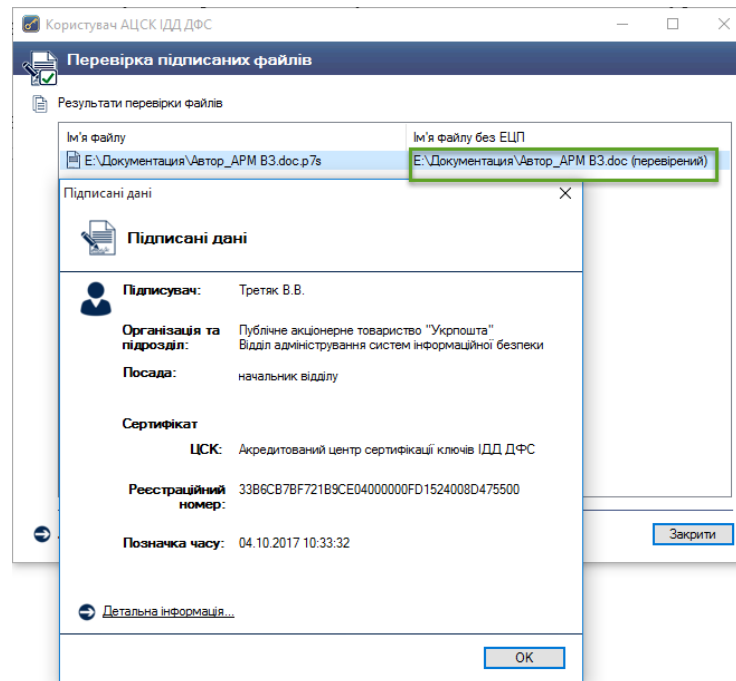 Користувач АЦСК ІДД ДФС
Перевірка підписаних файлів
Результати перевірки файлів
Ім'я файлу
Ім'я файлу без ЕЦП
E:\Документация\Автор_АРМ ВЗ.doc.p7s
E:\Документация\Автор_АРМ ВЗ.doc (перевірений)
Підписані дані
Підписані дані
Підписувач: Третяк В.В.
Організація та Публічне акціонерне товариство "Укрпошта"
підрозділ: Відділ адміністрування систем інформаційної безпеки
Посада: начальник відділу
Сертифікат
ЦСК: Акредитований центр сертифікації ключів ІДД ДФС
Реєстраційний 33B6CB7BF721B9CE04000000FD1524008D475500
номер:
Позначка часу: 04.10.2017 10:33:32
Детальна інформація...
OK
Закрити